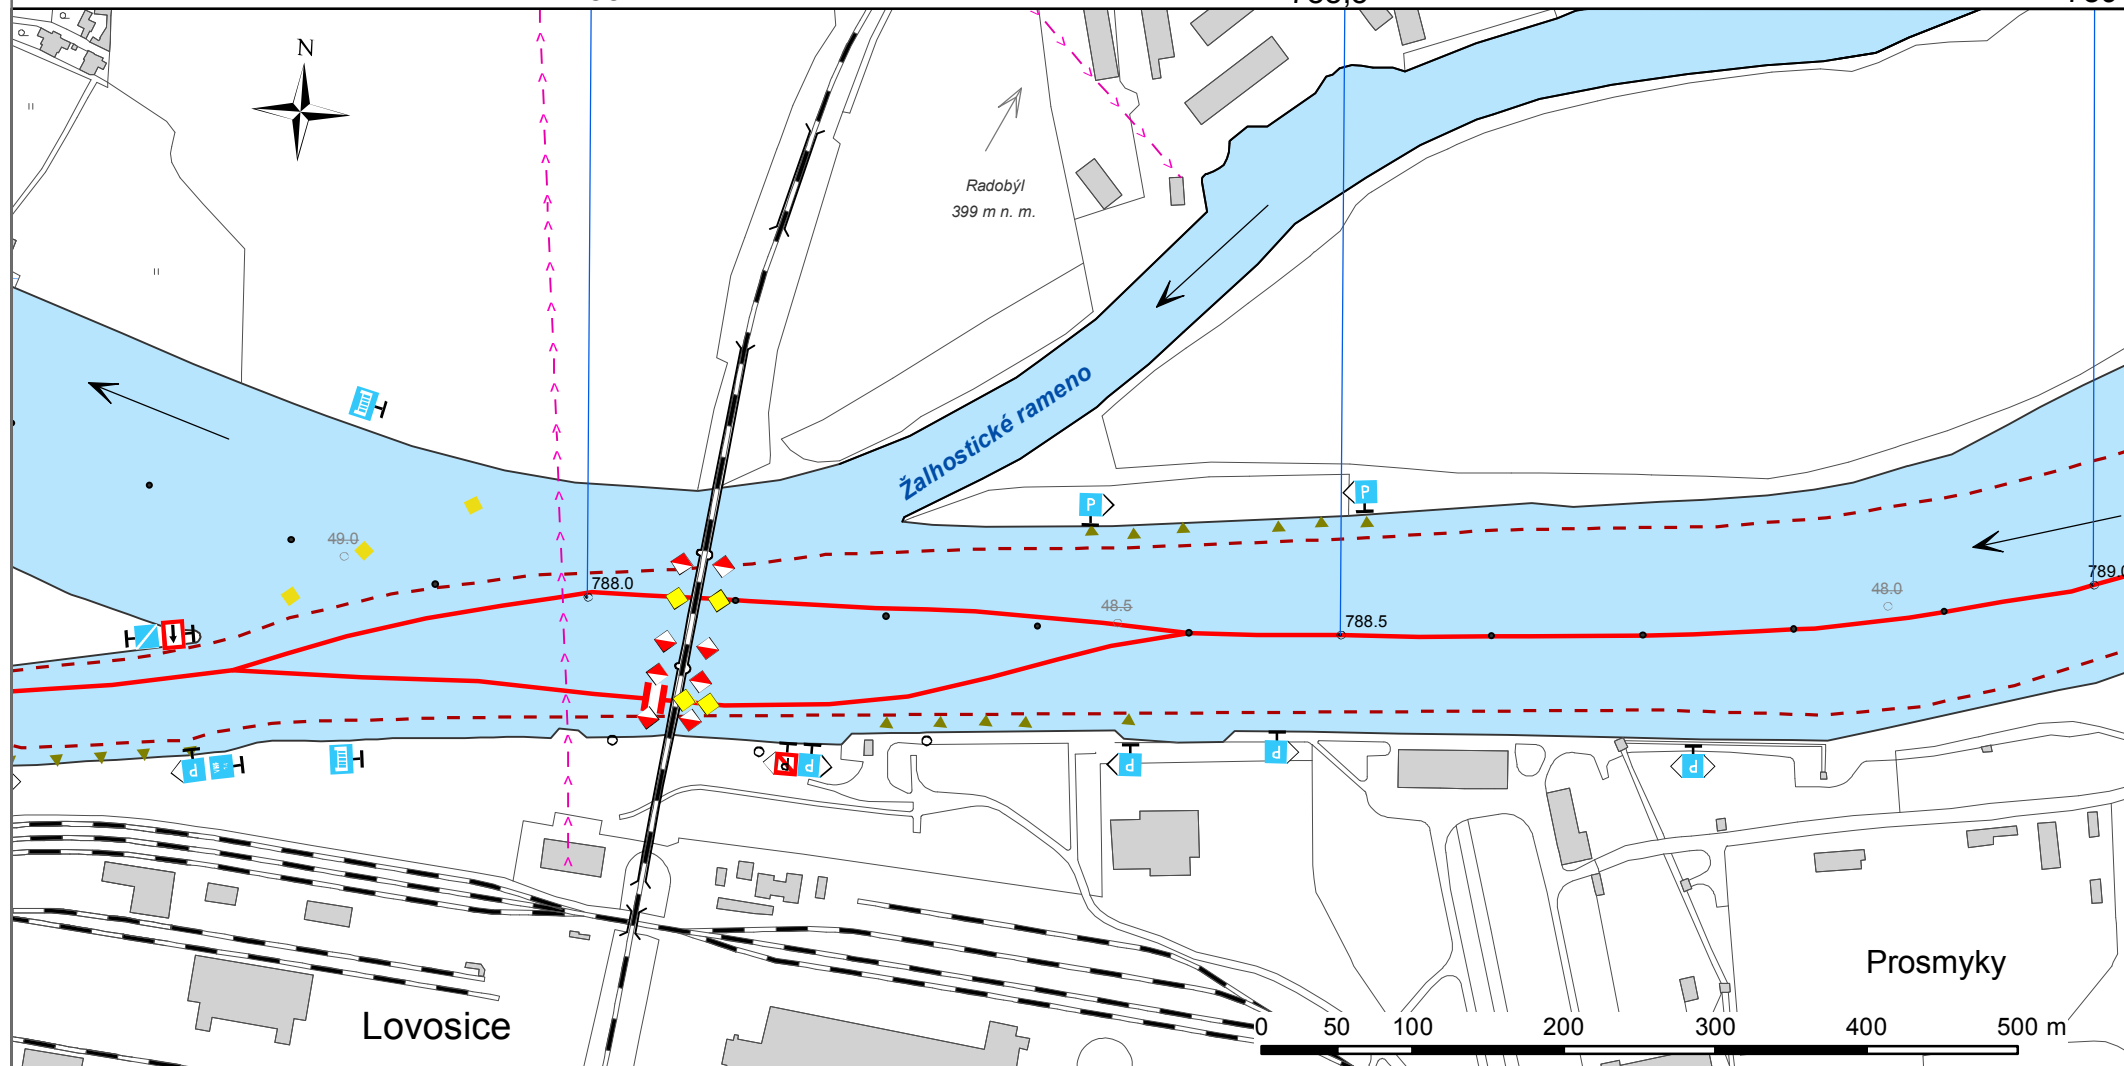 N
Radobýl
399 m n. m.
Žalhostické rameno
P
P
49.0
788.0
48.5
788.5
48.0
789.0
P
P
P
P
P
P
Prosmyky
Lovosice
0 50 100 200 300 400 500 m